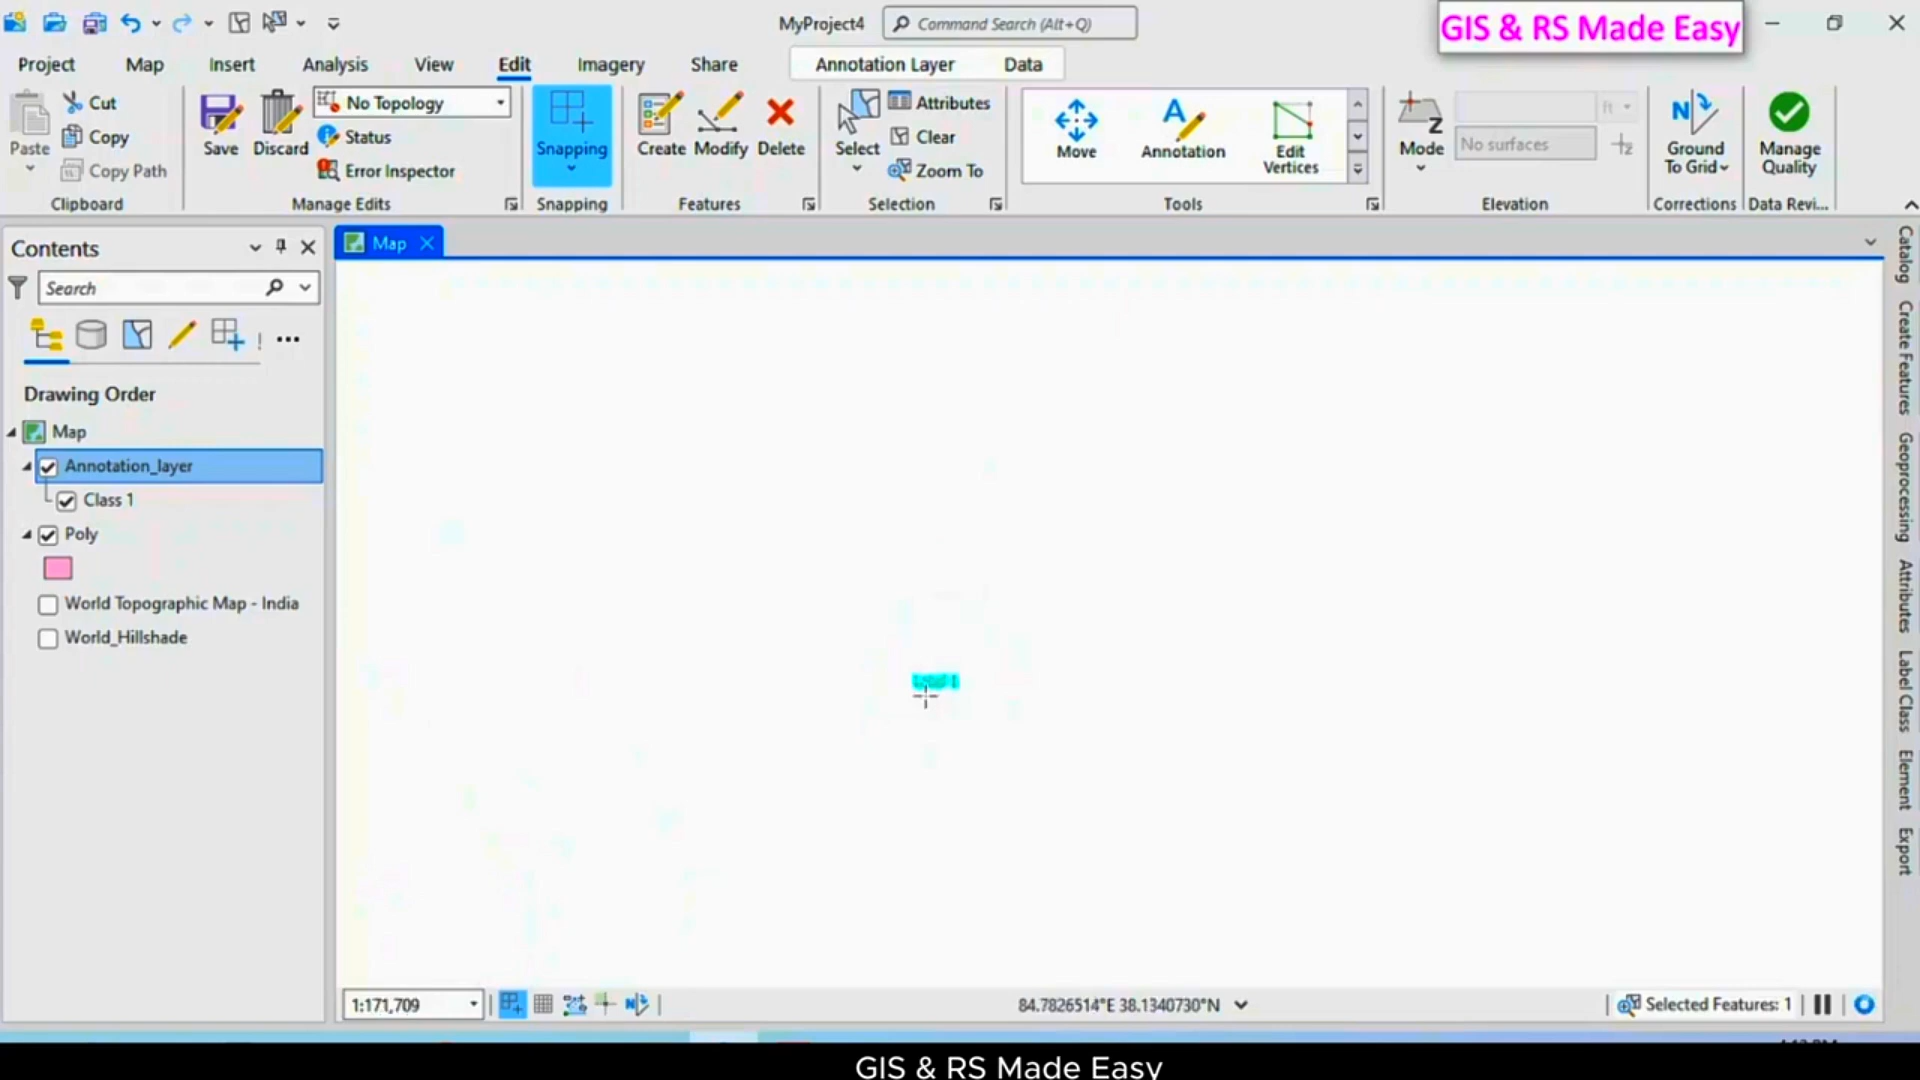 MyProject4
Command Search (Alt+Q)
GIS & RS Made Easy
Project
Map
Insert
Analysis
View
Edit
Imagery
Share
Annotation Layer
Data
Paste
Cut
Copy
Copy Path
Clipboard
Save
Discard
No Topology
Status
Error Inspector
Manage Edits
Snapping
Snapping
Create
Modify
Delete
Features
Select
Attributes
Clear
Zoom To
Selection
Move
Annotation
Edit
Vertices
Tools
Mode
ft
No surfaces
Elevation
Ground
To Grid
Corrections
Manage
Quality
Data Revi...
Contents
Search
Drawing Order
Map
Annotation_layer
Class 1
Poly
World Topographic Map - India
World_Hillshade
Map
Catalog
Create Features
Geoprocessing
Attributes
Label Class
Element
Export
1:171,709
84.7826514°E 38.1340730°N
Selected Features: 1
GIS & RS Made Easy